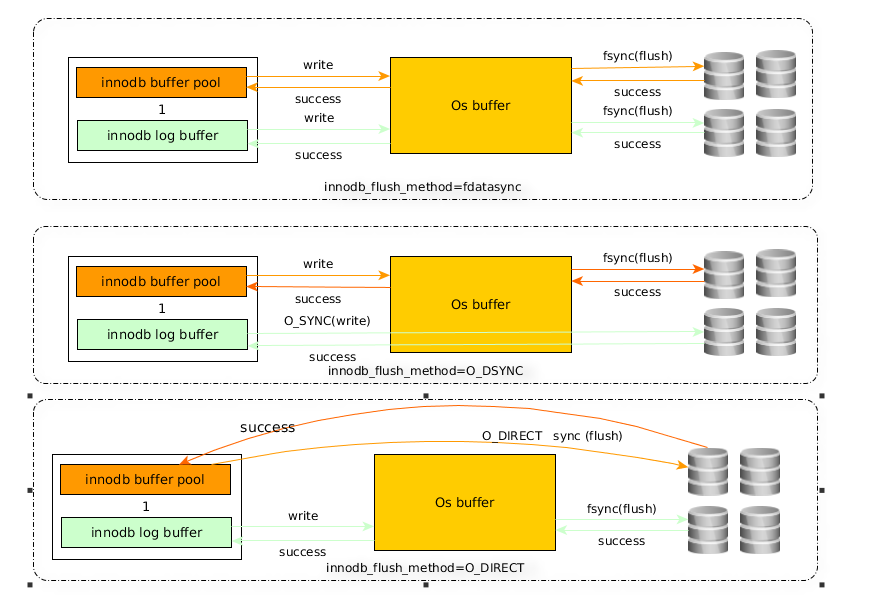 write
fsync(flush)
innodb buffer pool
success
success
1
Os buffer
write
fsync(flush)
innodb log buffer
success
success
innodb_flush_method=fdatasync
write
fsync(flush)
innodb buffer pool
success
success
1
Os buffer
O_SYNC(write)
innodb log buffer
success
innodb_flush_method=O_DSYNC
success
O_DIRECT sync (flush)
innodb buffer pool
1
Os buffer
write
fsync(flush)
innodb log buffer
success
success
innodb_flush_method=O_DIRECT